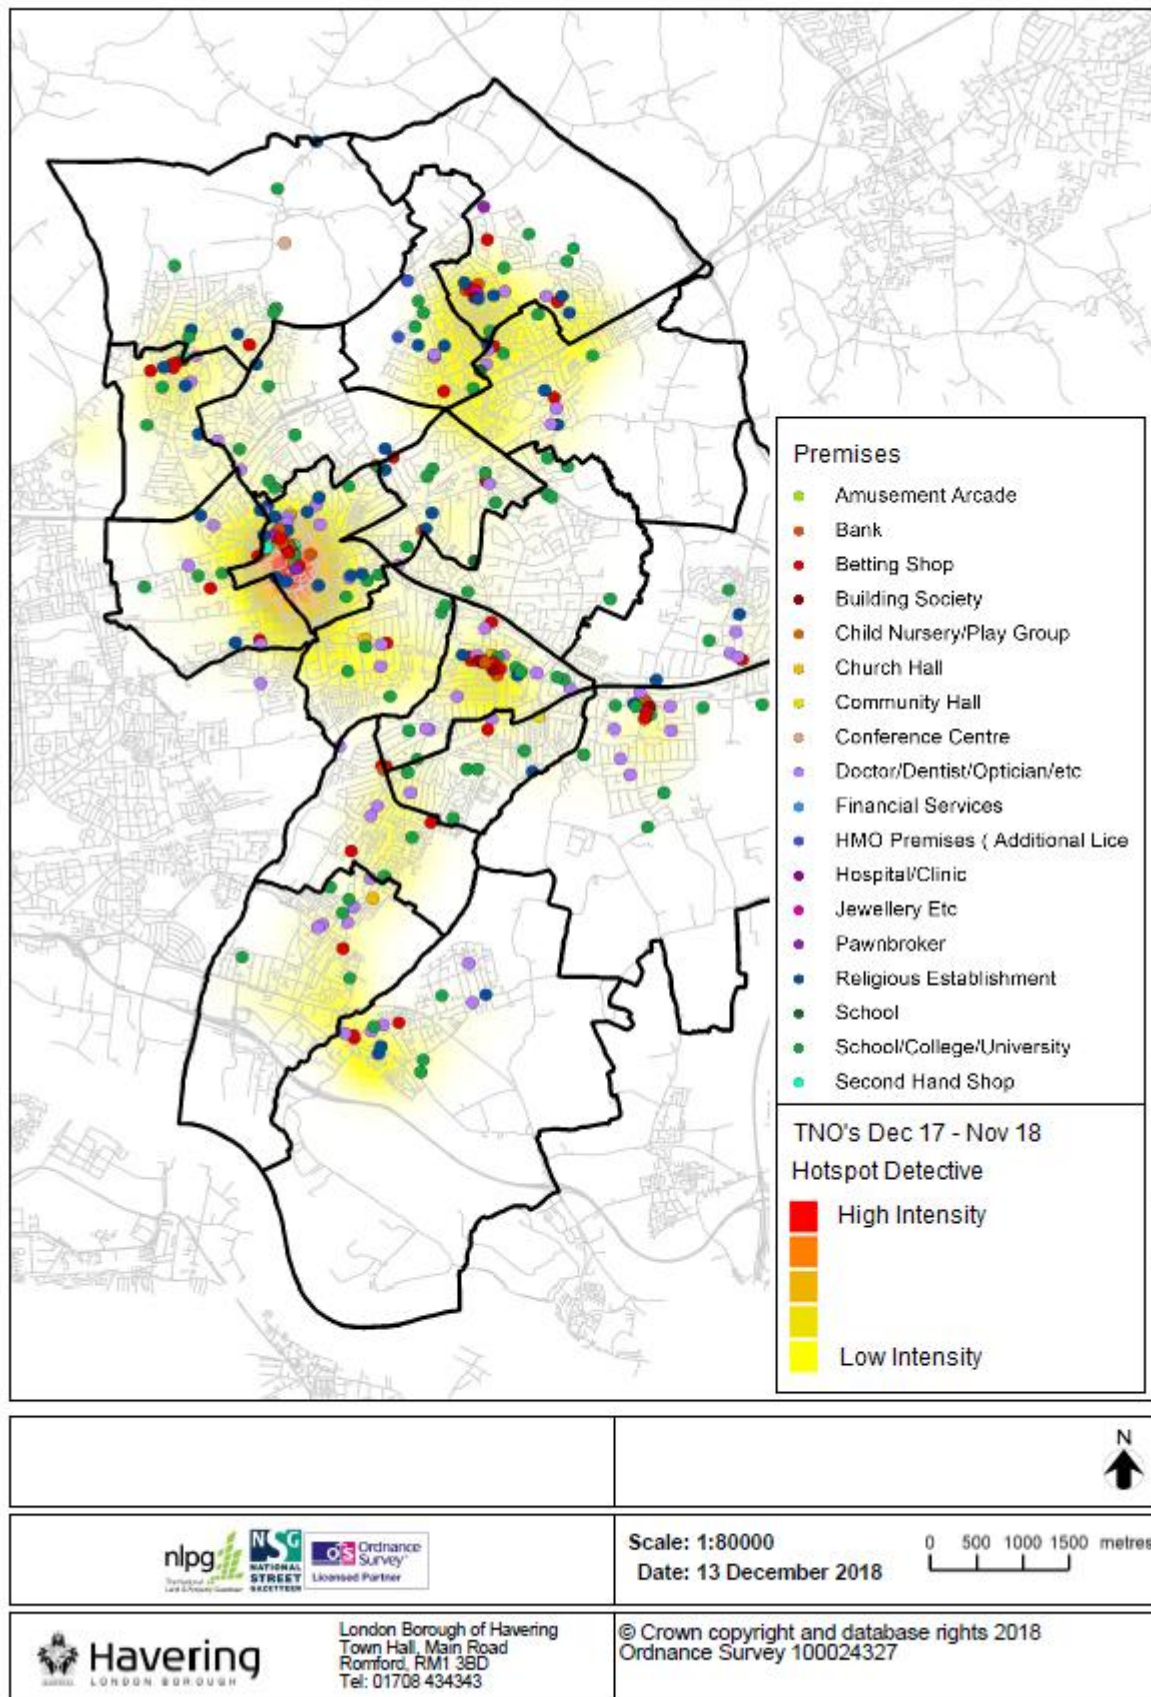 Premises
Amusement Arcade
Bank
Betting Shop
Building Society
Child Nursery/Play Group
Church Hall
Community Hall
Conference Centre
Doctor/Dentist/Optician/etc
Financial Services
HMO Premises ( Additional Lice
Hospital/Clinic
Jewellery Etc
Pawnbroker
Religious Establishment
School
School/College/University
Second Hand Shop
TNO's Dec 17 - Nov 18
Hotspot Detective
High Intensity
Low Intensity
N
nlpg
NSG
NATIONAL
STREET
GAZETTEER
OS Ordnance
Survey
Licensed Partner
Scale: 1:80000
Date: 13 December 2018
0 500 1000 1500 metres
Havering
LONDON BOROUGH
London Borough of Havering
Town Hall, Main Road
Romford, RM1 3BD
Tel: 01708 434343
© Crown copyright and database rights 2018
Ordnance Survey 100024327